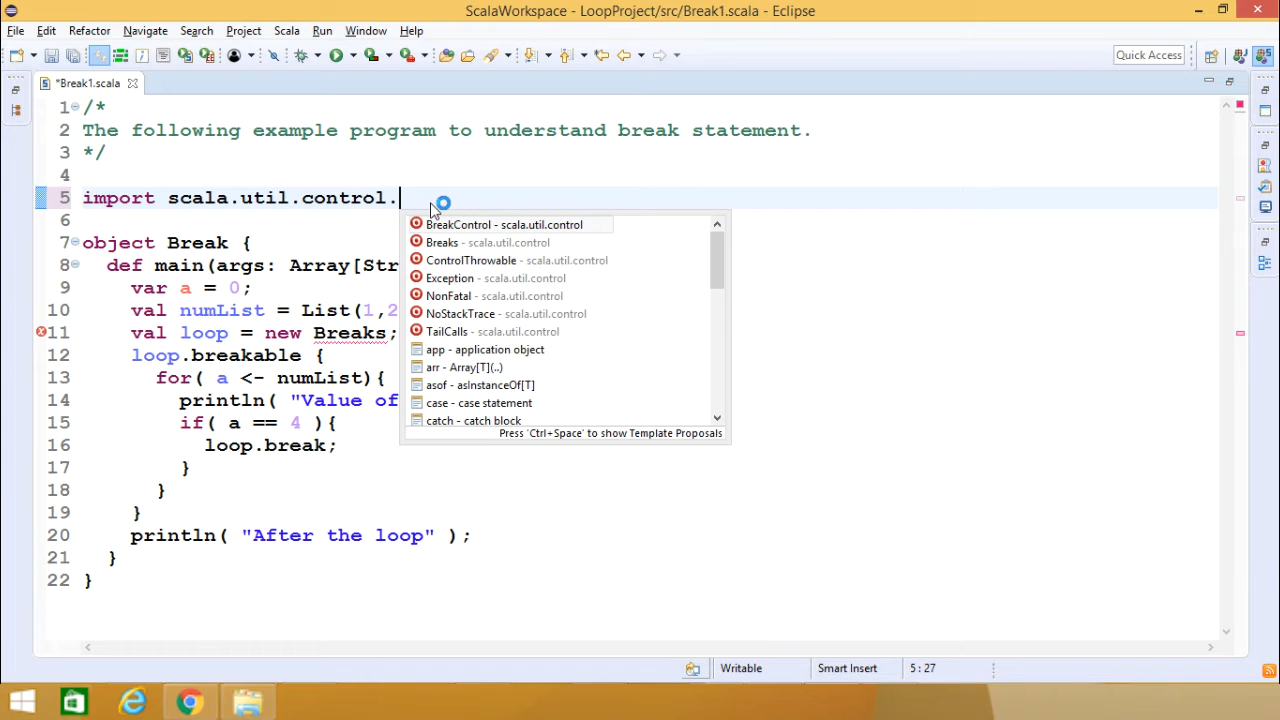 ScalaWorkspace - LoopProject/src/Break1.scala - Eclipse
File Edit Refactor Navigate Search Project Scala Run Window Help
Quick Access
*Break1.scala
1 /*
2 The following example program to understand break statement.
3 */
4
5 import scala.util.control.
6
7 object Break {
8 def main(args: Array[Str
9 var a = 0;
10 val numList = List(1,2
11 val loop = new Breaks;
12 loop.breakable {
13 for( a <- numList){
14 println( "Value of
15 if( a == 4 ){
16 loop.break;
17 }
18 }
19 }
20 println( "After the loop" );
21 }
22 }
BreakControl - scala.util.control
Breaks - scala.util.control
ControlThrowable - scala.util.control
Exception - scala.util.control
NonFatal - scala.util.control
NoStackTrace - scala.util.control
TailCalls - scala.util.control
app - application object
arr - Array[T](..)
asof - asInstanceOf[T]
case - case statement
catch - catch block
Press 'Ctrl+Space' to show Template Proposals
Writable Smart Insert 5 : 27